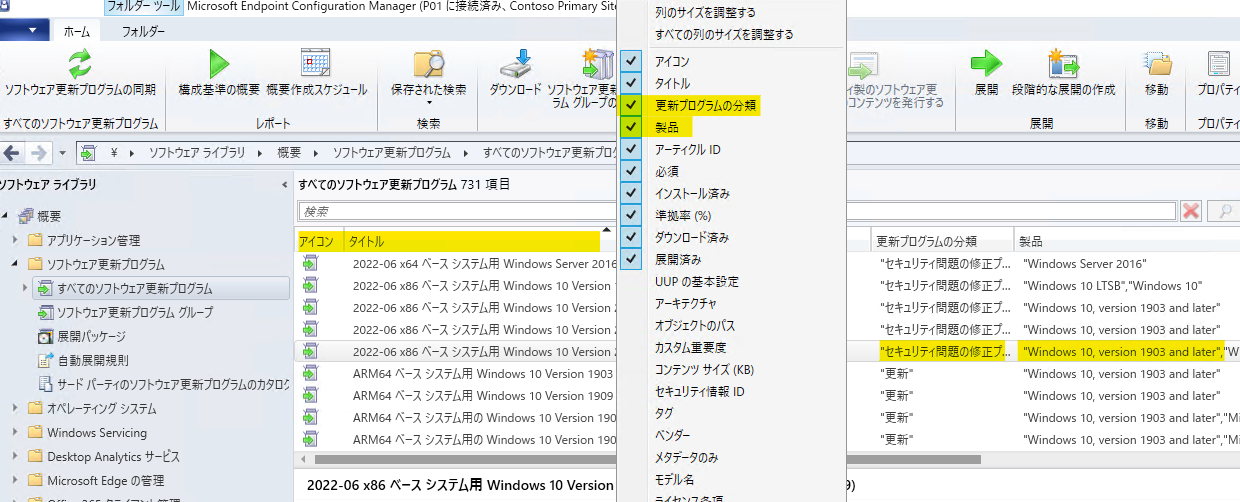 フォルダー ツール
Microsoft Endpoint Configuration Manager (P01 に接続済み、Contoso Primary Site
ホーム
フォルダー
ソフトウェア更新プログラムの同期
構成基準の概要
概要作成スケジュール
保存された検索
ダウンロード
ソフトウェア更新
ラム グループの
ィ製のソフトウェア更
コンテンツを発行する
展開
段階的な展開の作成
移動
プロパティ
すべてのソフトウェア更新プログラム
レポート
検索
展開
移動
プロパティ
¥
ソフトウェア ライブラリ
概要
ソフトウェア更新プログラム
すべてのソフトウェア更新プログ
ソフトウェア ライブラリ
概要
アプリケーション管理
ソフトウェア更新プログラム
すべてのソフトウェア更新プログラム
ソフトウェア更新プログラム グループ
展開パッケージ
自動展開規則
サード パーティのソフトウェア更新プログラムのカタログ
オペレーティング システム
Windows Servicing
Desktop Analytics サービス
Microsoft Edge の管理
Office 365 クライアント管理
すべてのソフトウェア更新プログラム 731 項目
検索
アイコン タイトル 更新プログラムの分類 製品
2022-06 x64 ベース システム用 Windows Server 2016 "セキュリティ問題の修正プ... "Windows Server 2016"
2022-06 x86 ベース システム用 Windows 10 Version "セキュリティ問題の修正プ... "Windows 10 LTSB","Windows 10"
2022-06 x86 ベース システム用 Windows 10 Version "セキュリティ問題の修正プ... "Windows 10, version 1903 and later"
2022-06 x86 ベース システム用 Windows 10 Version "セキュリティ問題の修正プ... "Windows 10, version 1903 and later"
2022-06 x86 ベース システム用 Windows 10 Version "セキュリティ問題の修正プ... "Windows 10, version 1903 and later","W
ARM64 ベース システム用 Windows 10 Version 1903 "更新" "Windows 10, version 1903 and later"
ARM64 ベース システム用 Windows 10 Version 1909 "更新" "Windows 10, version 1903 and later"
ARM64 ベース システム用の Windows 10 Version 190 "更新" "Windows 10, version 1903 and later","Mi
ARM64 ベース システム用の Windows 10 Version 190 "更新" "Windows 10, version 1903 and later","Mi
2022-06 x86 ベース システム用 Windows 10 Version
9)
列のサイズを調整する
すべての列のサイズを調整する
アイコン
タイトル
更新プログラムの分類
製品
アーティクル ID
必須
インストール済み
準拠率 (%)
ダウンロード済み
展開済み
UUP の基本設定
アーキテクチャ
オブジェクトのパス
カスタム重要度
コンテンツ サイズ (KB)
セキュリティ情報 ID
タグ
ベンダー
メタデータのみ
モデル名
ライセンス条項